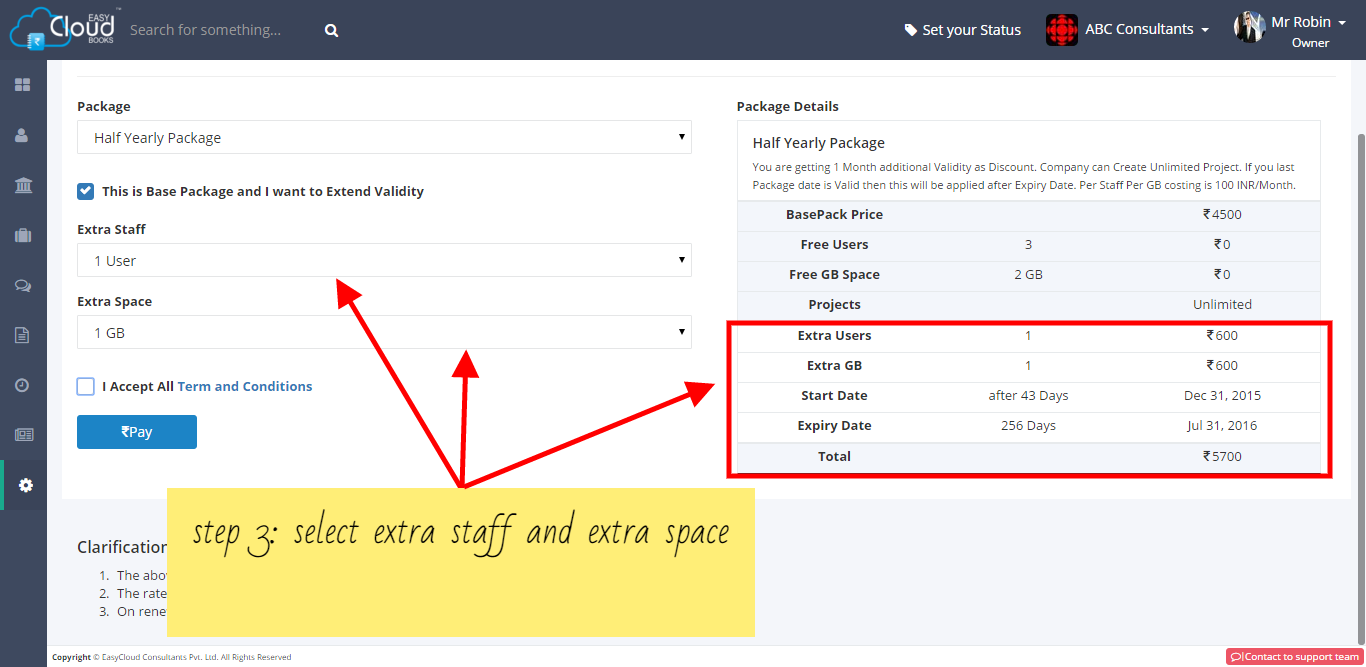 EASY
Cloud
BOOKS
™
Search for something...
Set your Status
ABC Consultants
Mr Robin
Owner
Package
Half Yearly Package
This is Base Package and I want to Extend Validity
Extra Staff
1 User
Extra Space
1 GB
I Accept All Term and Conditions
₹Pay
Package Details
Half Yearly Package
You are getting 1 Month additional Validity as Discount. Company can Create Unlimited Project. If you last
Package date is Valid then this will be applied after Expiry Date. Per Staff Per GB costing is 100 INR/Month.
BasePack Price ₹4500
Free Users 3 ₹0
Free GB Space 2 GB ₹0
Projects Unlimited
Extra Users 1 ₹600
Extra GB 1 ₹600
Start Date after 43 Days Dec 31, 2015
Expiry Date 256 Days Jul 31, 2016
Total ₹5700
step 3: select extra staff and extra space
Clarification
1. The abo
2. The rate
3. On rene
Copyright © EasyCloud Consultants Pvt. Ltd. All Rights Reserved
Contact to support team